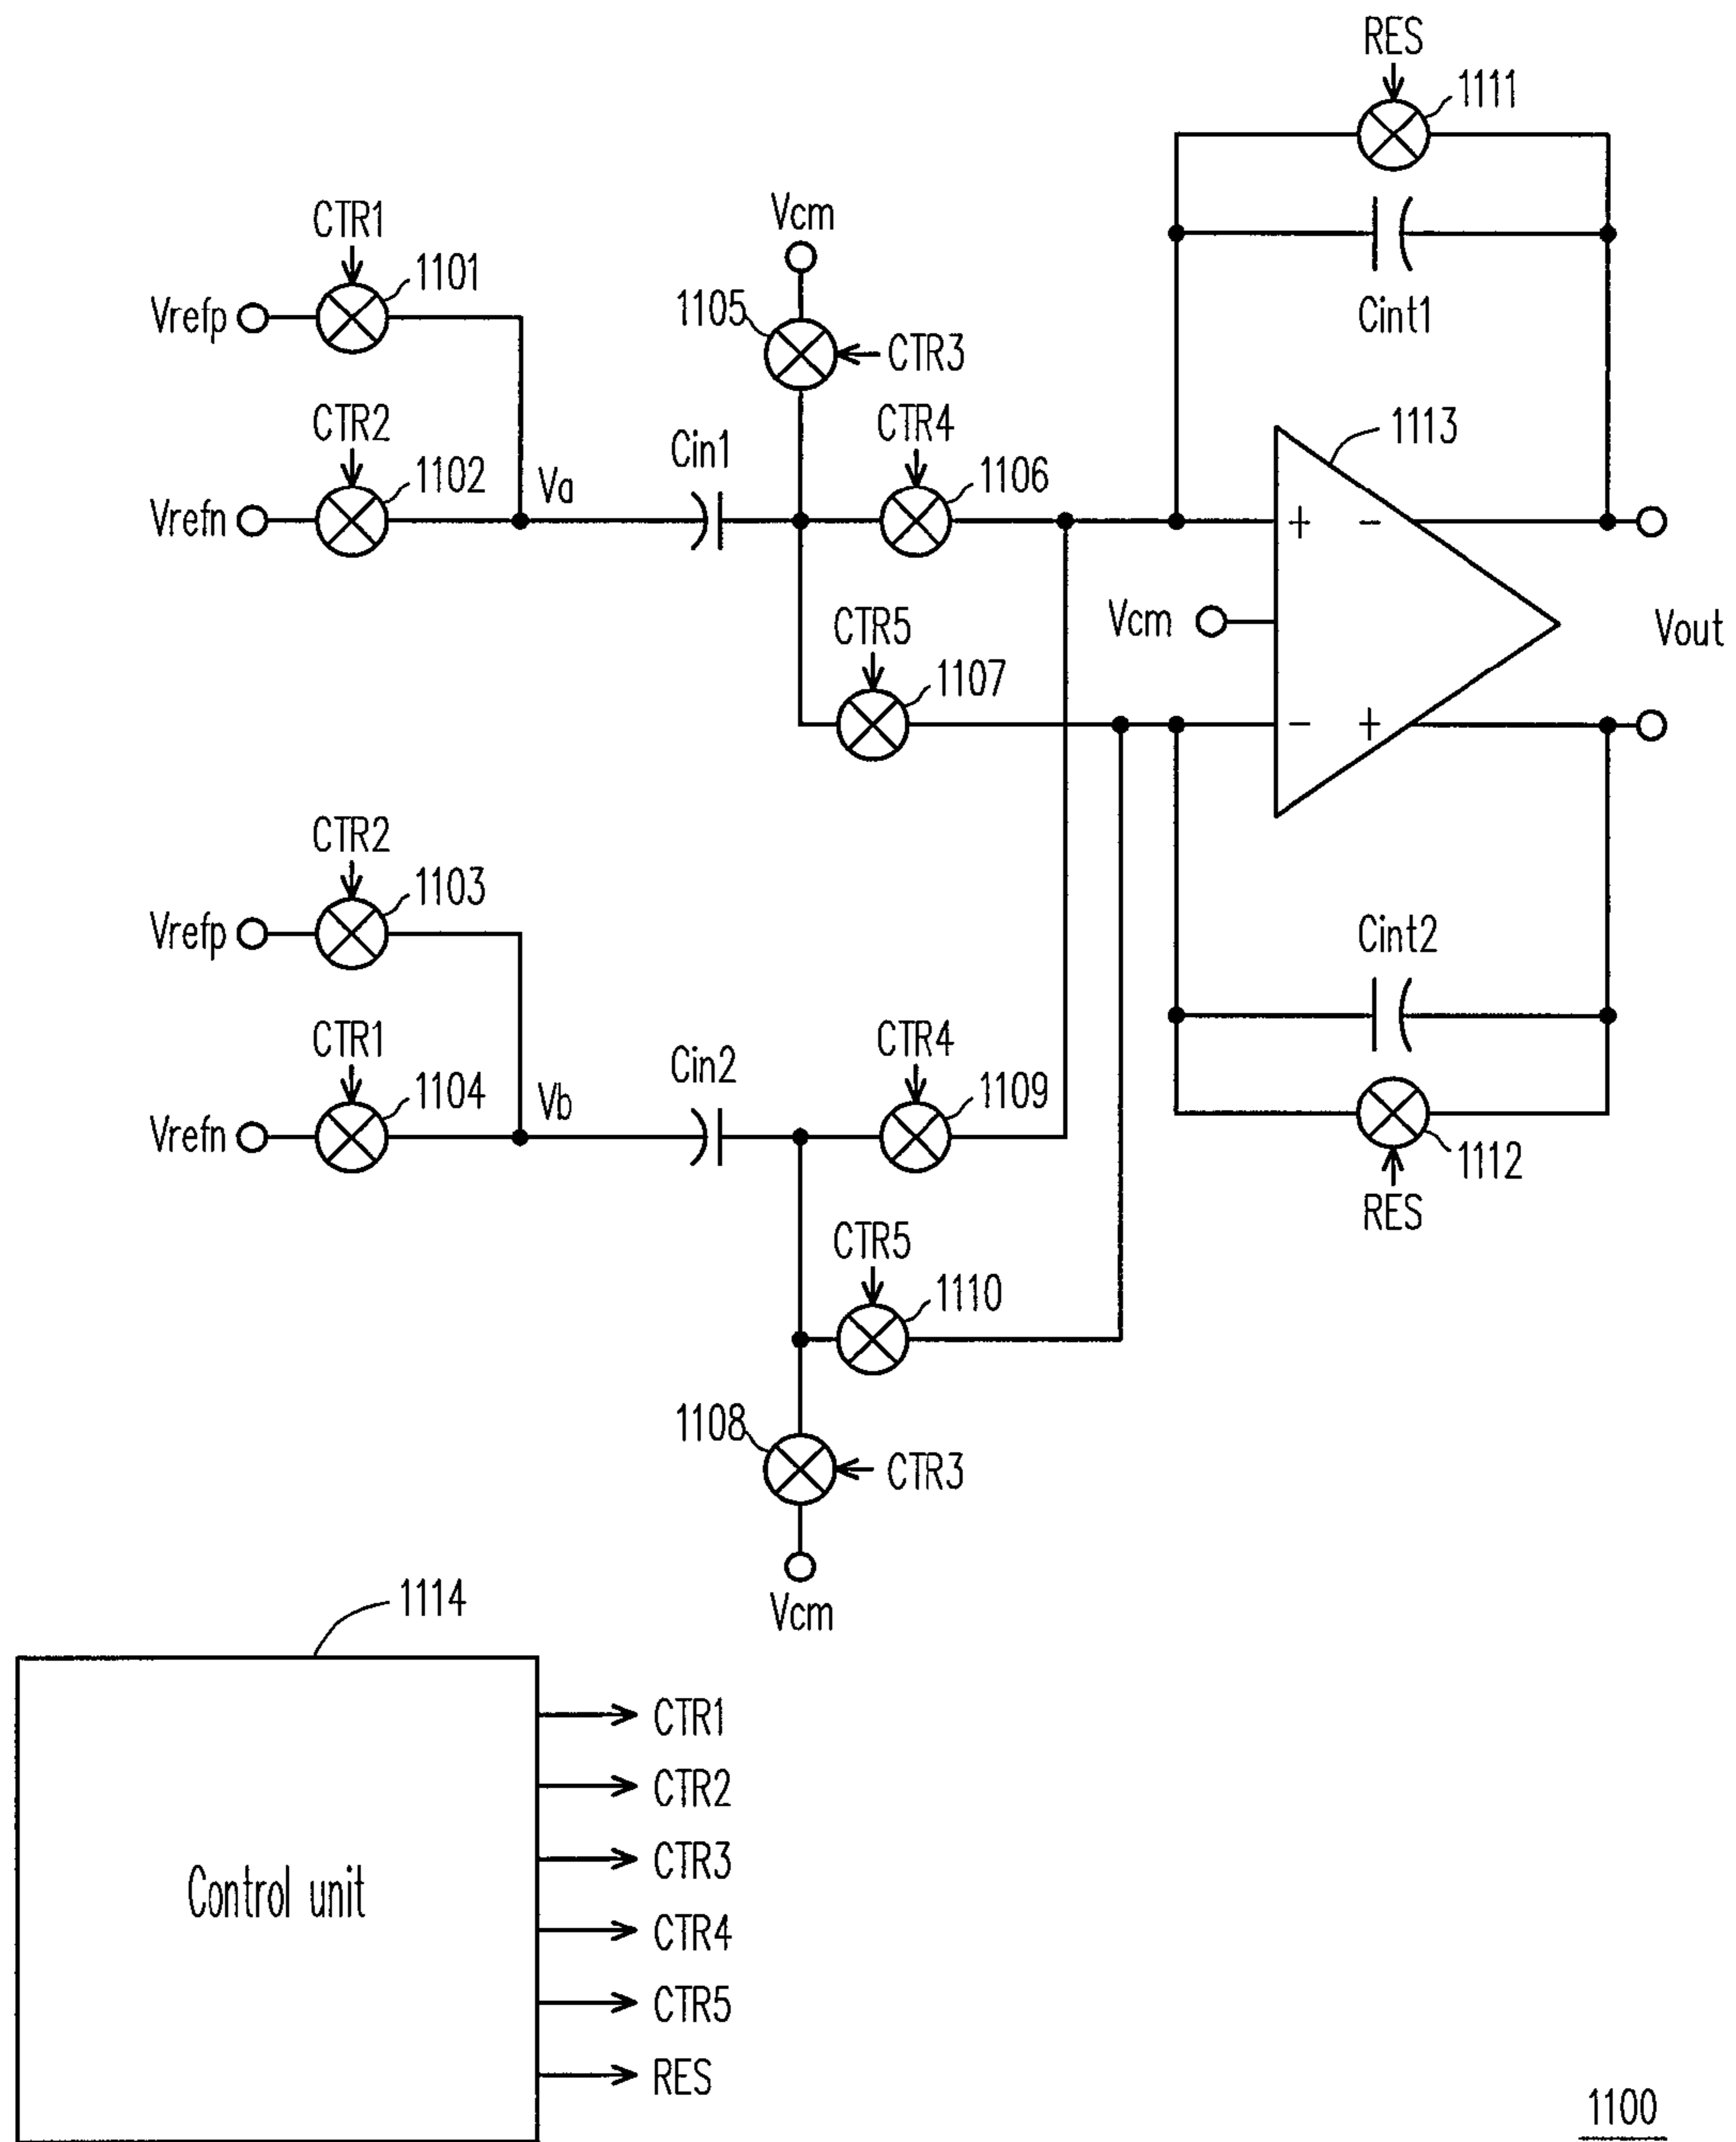 RES
1111
Vcm
CTR1
1101
Vrefp
1105
CTR3
Cint1
CTR2
1102
Va
Vrefn
Cin1
CTR4
1106
1113
+ -
Vcm
Vout
CTR5
1107
- +
CTR2
1103
Vrefp
Cint2
CTR1
1104
Vb
Vrefn
Cin2
CTR4
1109
1112
RES
CTR5
1110
1108
CTR3
Vcm
1114
Control unit
CTR1
CTR2
CTR3
CTR4
CTR5
RES
1100